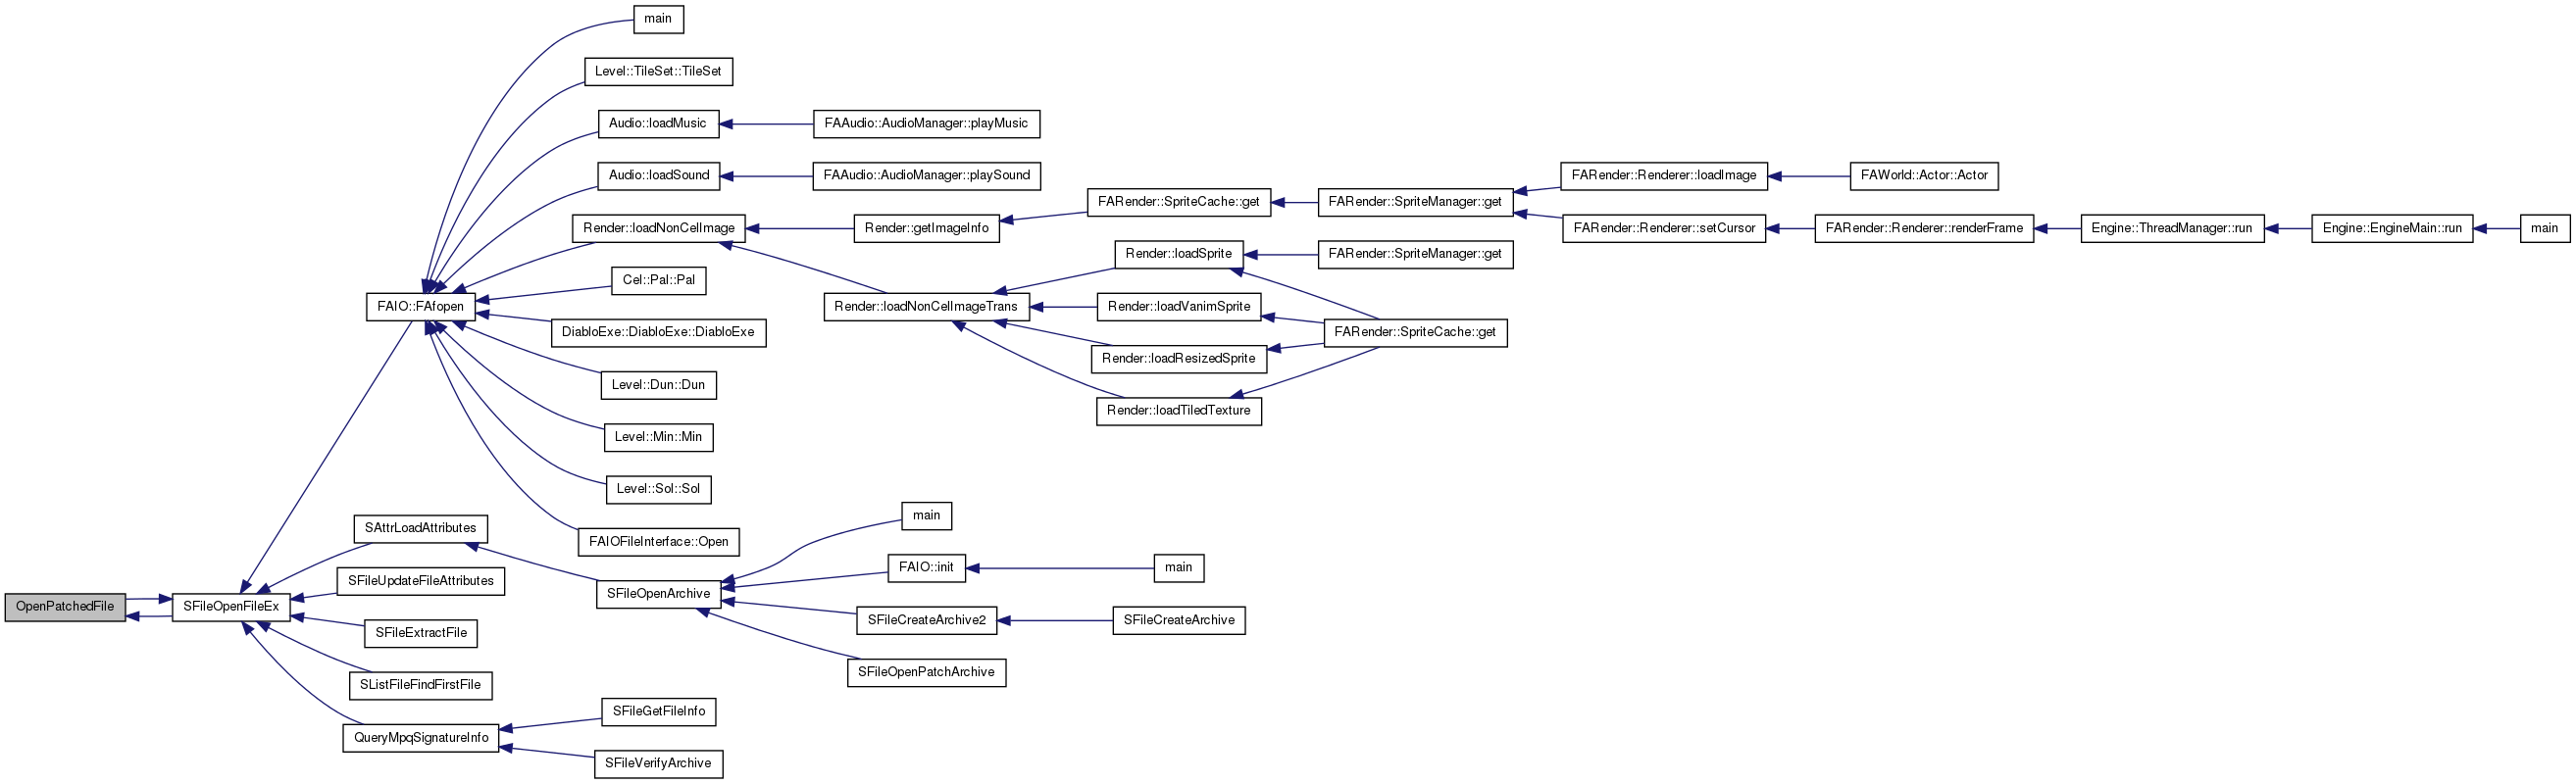 main
Level::TileSet::TileSet
Audio::loadMusic
FAAudio::AudioManager::playMusic
Audio::loadSound
FAAudio::AudioManager::playSound
FARender::Renderer::loadImage
FAWorld::Actor::Actor
FARender::SpriteCache::get
FARender::SpriteManager::get
Render::loadNonCelImage
Render::getImageInfo
FARender::Renderer::setCursor
FARender::Renderer::renderFrame
Engine::ThreadManager::run
Engine::EngineMain::run
main
Render::loadSprite
FARender::SpriteManager::get
Cel::Pal::Pal
FAIO::FAfopen
Render::loadNonCelImageTrans
Render::loadVanimSprite
DiabloExe::DiabloExe::DiabloExe
FARender::SpriteCache::get
Render::loadResizedSprite
Level::Dun::Dun
Render::loadTiledTexture
Level::Min::Min
Level::Sol::Sol
main
SAttrLoadAttributes
FAIOFileInterface::Open
FAIO::init
main
SFileUpdateFileAttributes
SFileOpenArchive
OpenPatchedFile
SFileOpenFileEx
SFileCreateArchive2
SFileCreateArchive
SFileExtractFile
SFileOpenPatchArchive
SListFileFindFirstFile
SFileGetFileInfo
QueryMpqSignatureInfo
SFileVerifyArchive